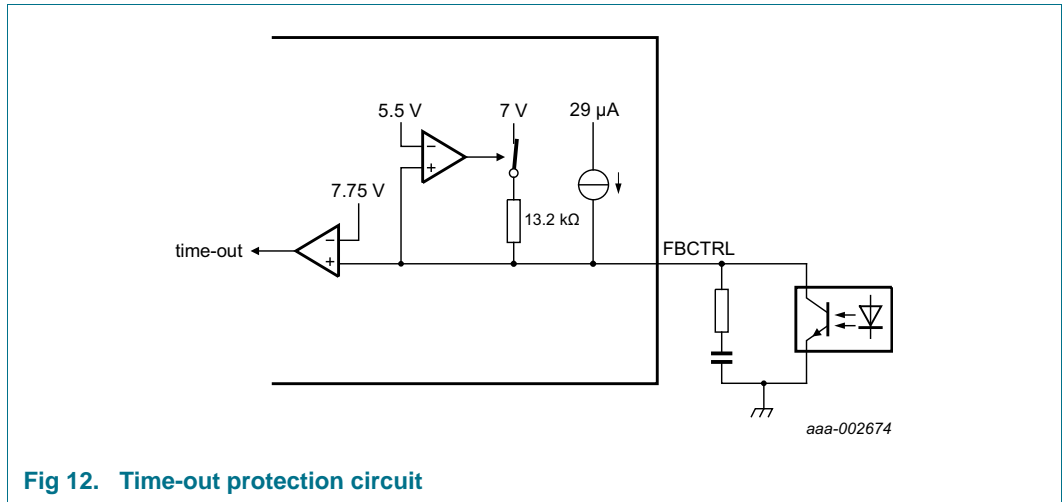 5.5 V
7 V
29 μA
7.75 V
13.2 kΩ
time-out
FBCTRL
aaa-002674
Fig 12. Time-out protection circuit